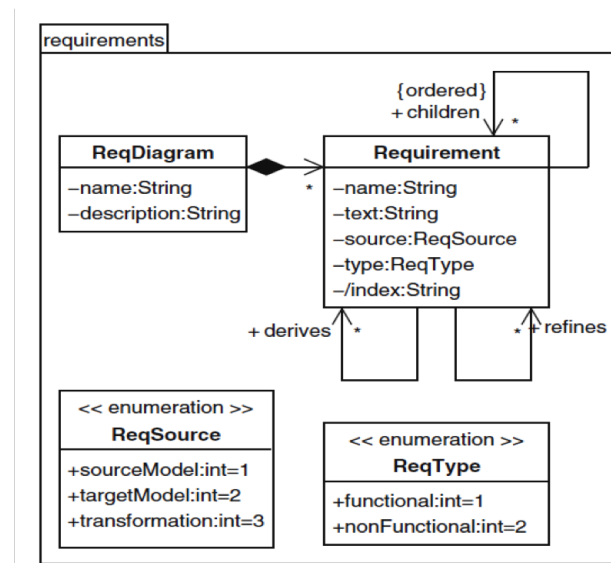 requirements
{ordered}
+ children
*
ReqDiagram
–name:String
–description:String
*
Requirement
–name:String
–text:String
–source:ReqSource
–type:ReqType
–/index:String
+ derives
*
*
+ refines
<< enumeration >>
ReqSource
+sourceModel:int=1
+targetModel:int=2
+transformation:int=3
<< enumeration >>
ReqType
+functional:int=1
+nonFunctional:int=2